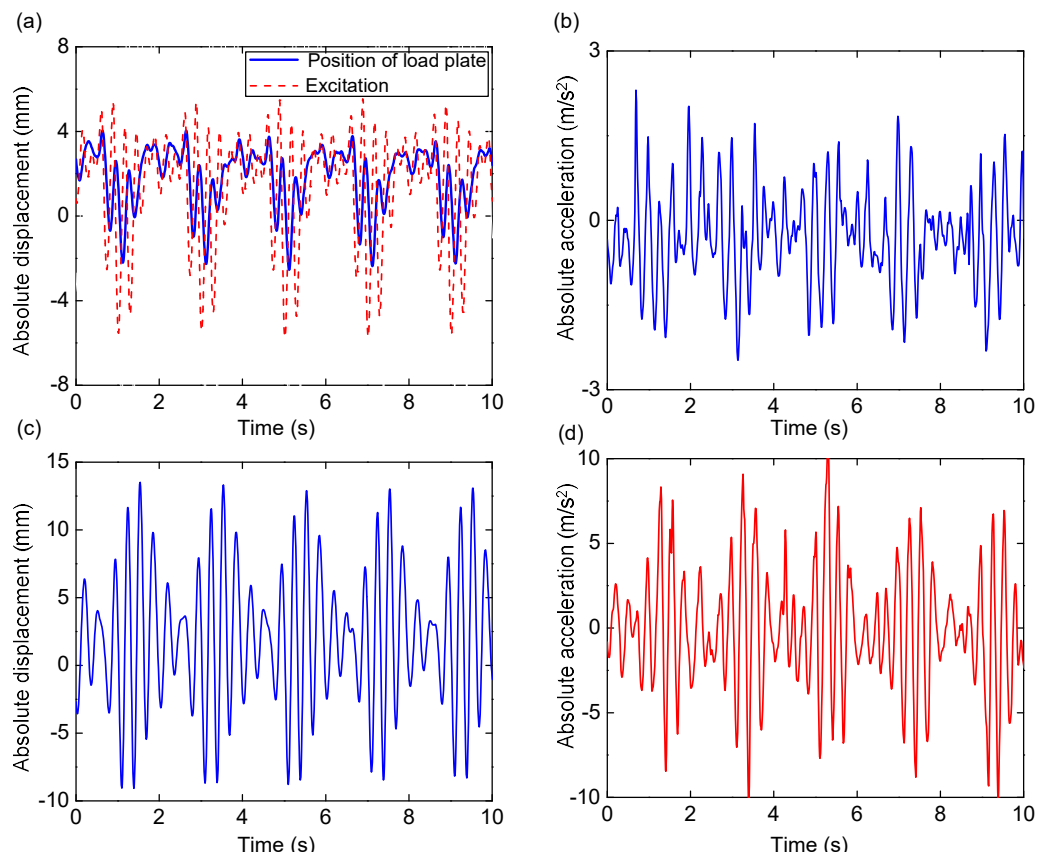 (a)
8
4
0
-4
-8
0 2 4 6 8 10
Absolute displacement (mm)
Time (s)
Position of load plate
Excitation
(b)
3
0
-3
0 2 4 6 8 10
Absolute acceleration (m/s²)
Time (s)
(c)
15
10
5
0
-5
-10
0 2 4 6 8 10
Absolute displacement (mm)
Time (s)
(d)
10
5
0
-5
-10
0 2 4 6 8 10
Absolute acceleration (m/s²)
Time (s)